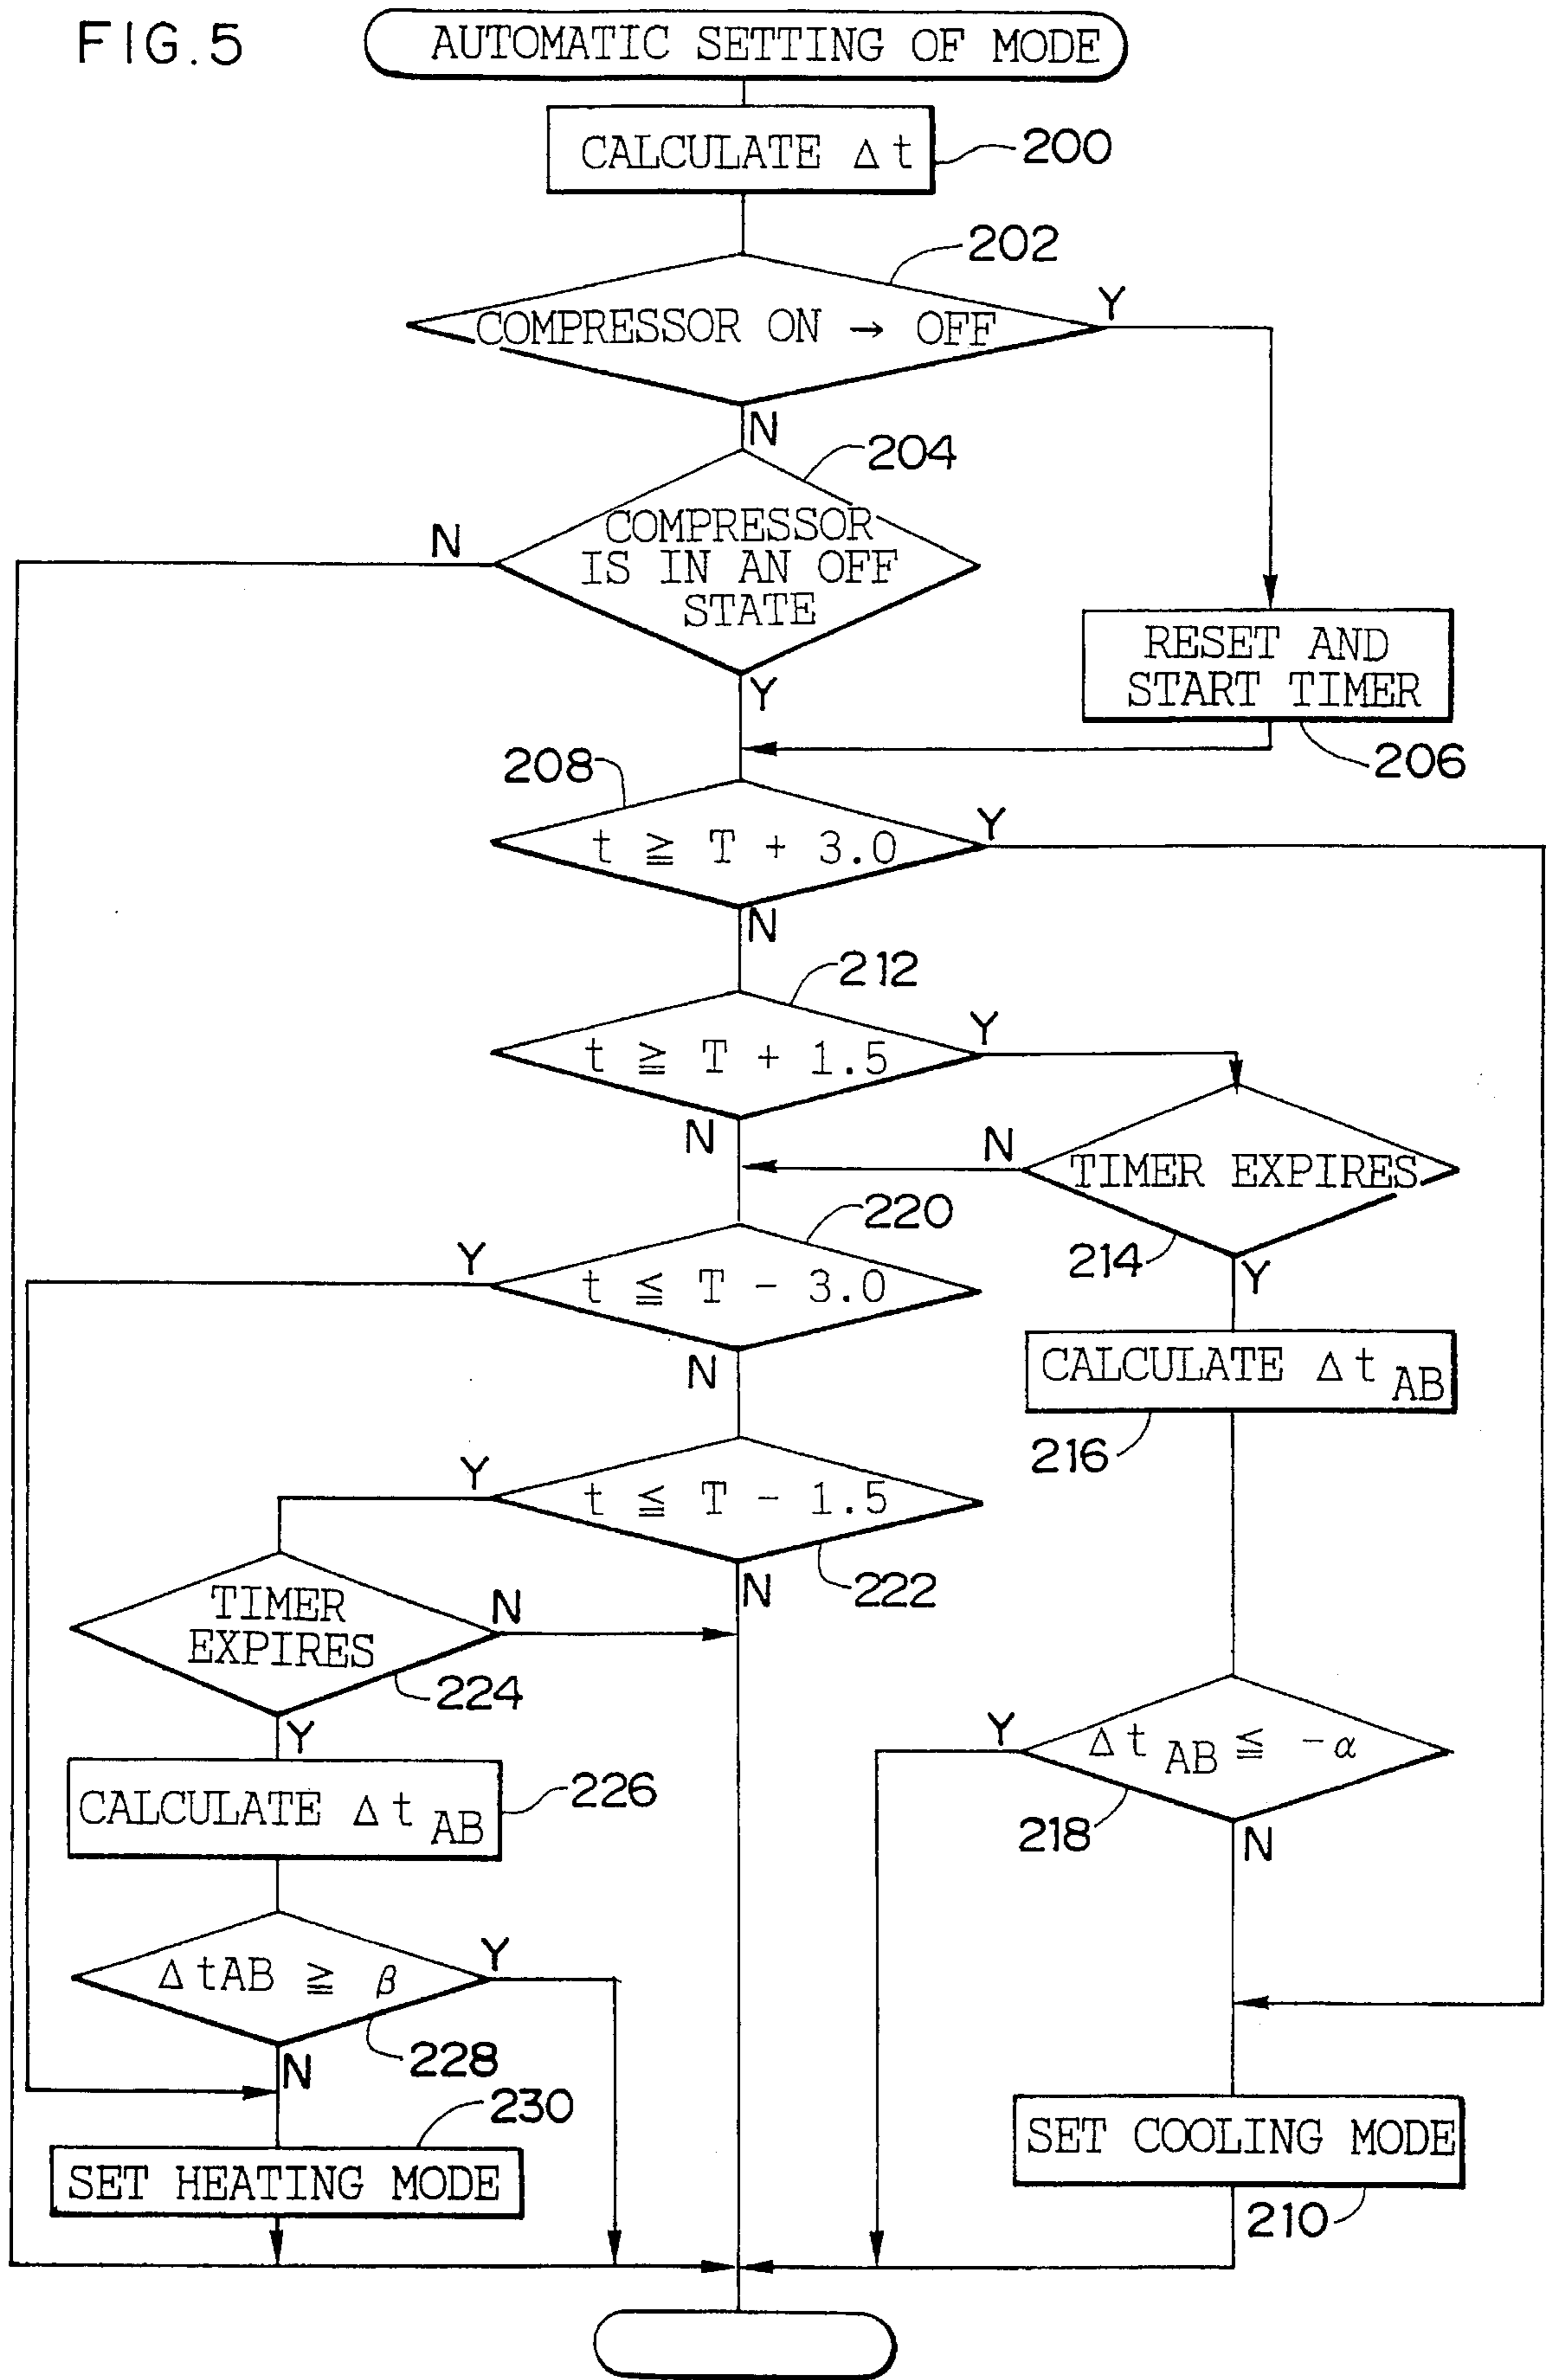 FIG.5
AUTOMATIC SETTING OF MODE
CALCULATE Δt
200
202
COMPRESSOR ON → OFF
Y
N
204
COMPRESSOR
IS IN AN OFF
STATE
N
Y
RESET AND
START TIMER
206
208
t ≧ T + 3.0
Y
N
212
t ≧ T + 1.5
Y
N
N
TIMER EXPIRES
214
Y
220
Y
t ≦ T - 3.0
N
CALCULATE Δt AB
216
Y
t ≦ T - 1.5
222
N
TIMER
EXPIRES
N
224
Y
CALCULATE Δt AB
226
Y
Δt AB ≦ -α
218
N
ΔtAB ≧ β
Y
228
N
230
SET HEATING MODE
SET COOLING MODE
210